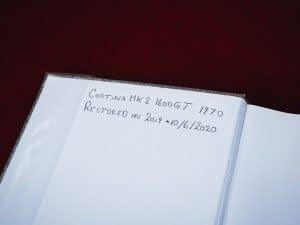 CORTINA MK2 1600GT 1970
RESTORED IN 2019 - 10/6/2020